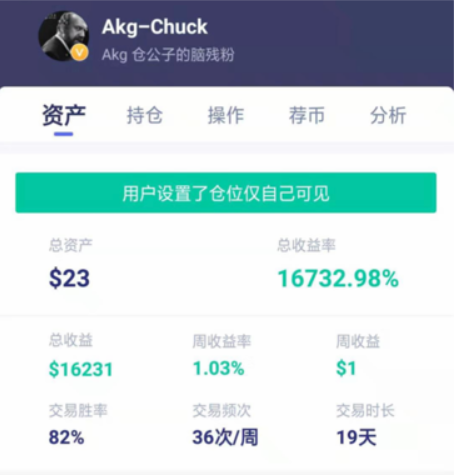 Akg-Chuck
V
Akg 仓公子的脑残粉
资产 持仓 操作 荐币 分析
用户设置了仓位仅自己可见
总资产 总收益率
$23 16732.98%
总收益 周收益率 周收益
$16231 1.03% $1
交易胜率 交易频次 交易时长
82% 36次/周 19天